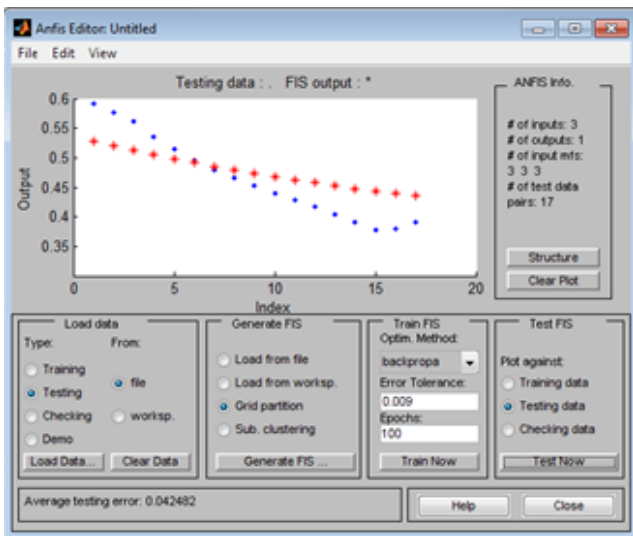 Anfis Editor: Untitled
File Edit View
Testing data : . FIS output : *
0.6
0.55
0.5
0.45
0.4
0.35
Output
0 5 10 15 20
Index
ANFIS Info.
# of inputs: 3
# of outputs: 1
# of input mfs:
3 3 3
# of test data
pairs: 17
Structure
Clear Plot
Load data
Type: From:
Training
Testing
Checking
Demo
file
worksp.
Load Data... Clear Data
Generate FIS
Load from file
Load from worksp.
Grid partition
Sub. clustering
Generate FIS ...
Train FIS
Optim. Method:
backpropa
Error Tolerance:
0.009
Epochs:
100
Train Now
Test FIS
Plot against:
Training data
Testing data
Checking data
Test Now
Average testing error: 0.042482
Help Close